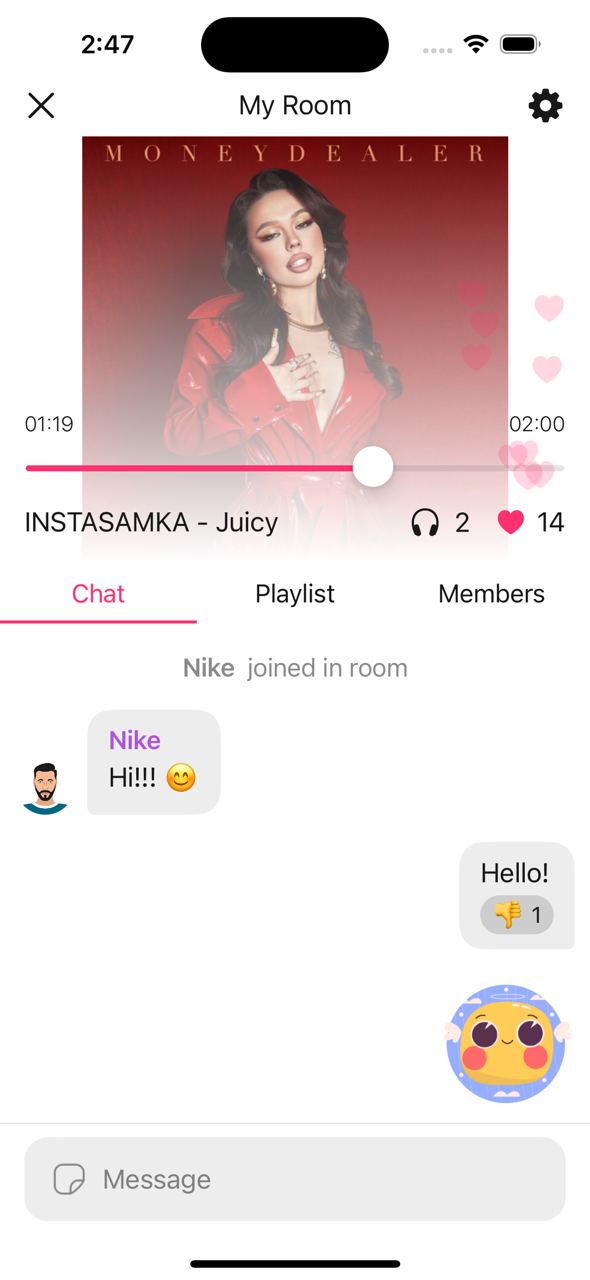 2:47
My Room
MONEYDEALER
01:19
02:00
INSTASAMKA - Juicy
2
14
Chat
Playlist
Members
Nike joined in room
Nike
Hi!!! 😊
Hello!
👎 1
Message